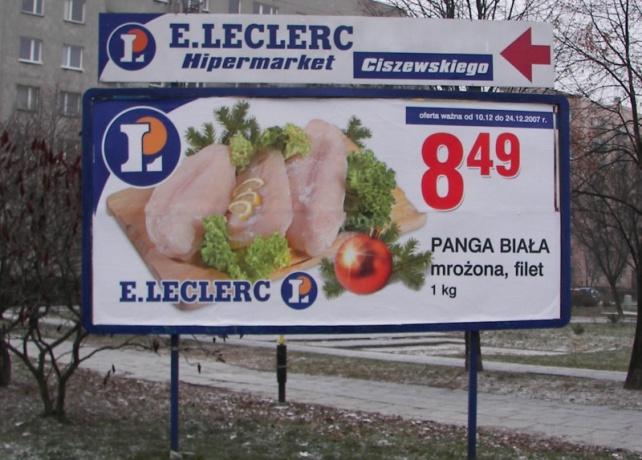 E.LECLERC
Hipermarket Ciszewskiego
L
L
oferta ważna od 10.12 do 24.12.2007 r.
8 49
PANGA BIAŁA
mrożona, filet
1 kg
E.LECLERC L